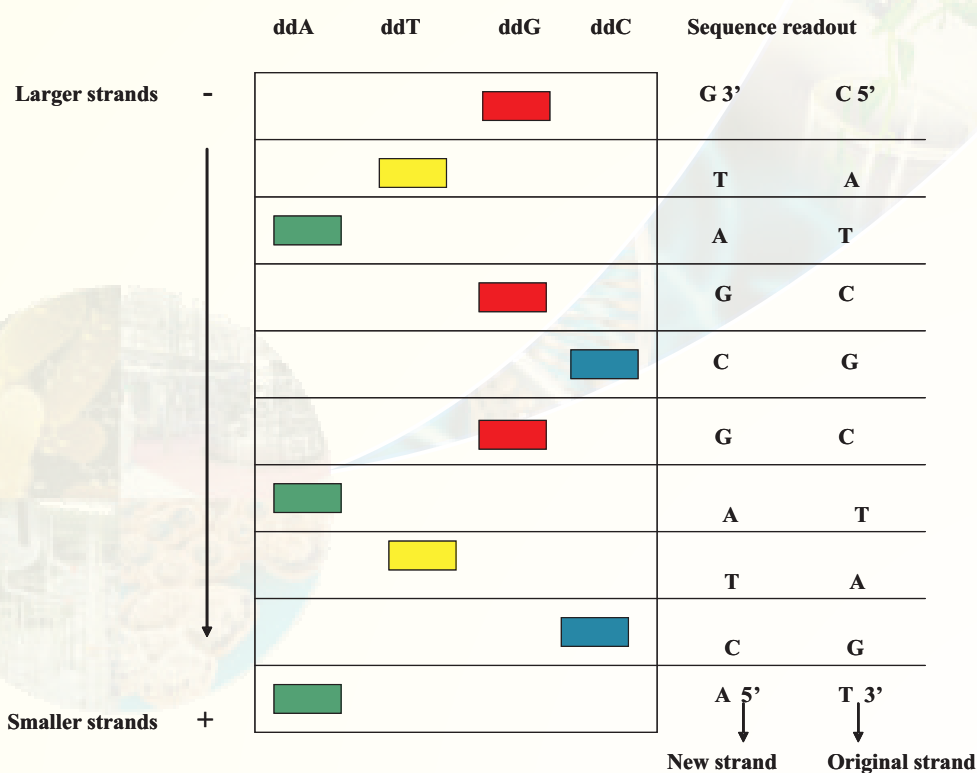 ddA ddT ddG ddC Sequence readout
Larger strands - G 3’ C 5’
T A
A T
G C
C G
G C
A T
T A
C G
A 5’ T 3’
Smaller strands +
New strand Original strand